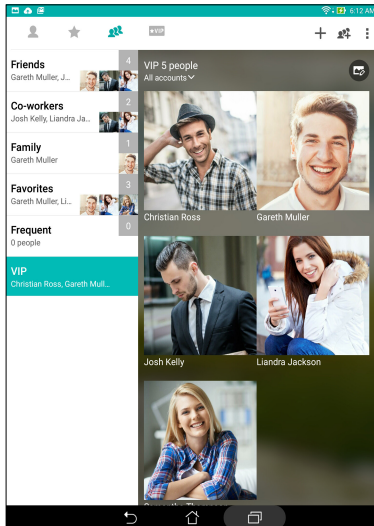 6:12 AM
★VIP
Friends
4
Gareth Muller, J...
Co-workers
2
Josh Kelly, Liandra Ja...
Family
1
Gareth Muller
Favorites
3
Gareth Muller, Li...
Frequent
0
0 people
VIP
Christian Ross, Gareth Mull...
VIP 5 people
All accounts
Christian Ross
Gareth Muller
Josh Kelly
Liandra Jackson